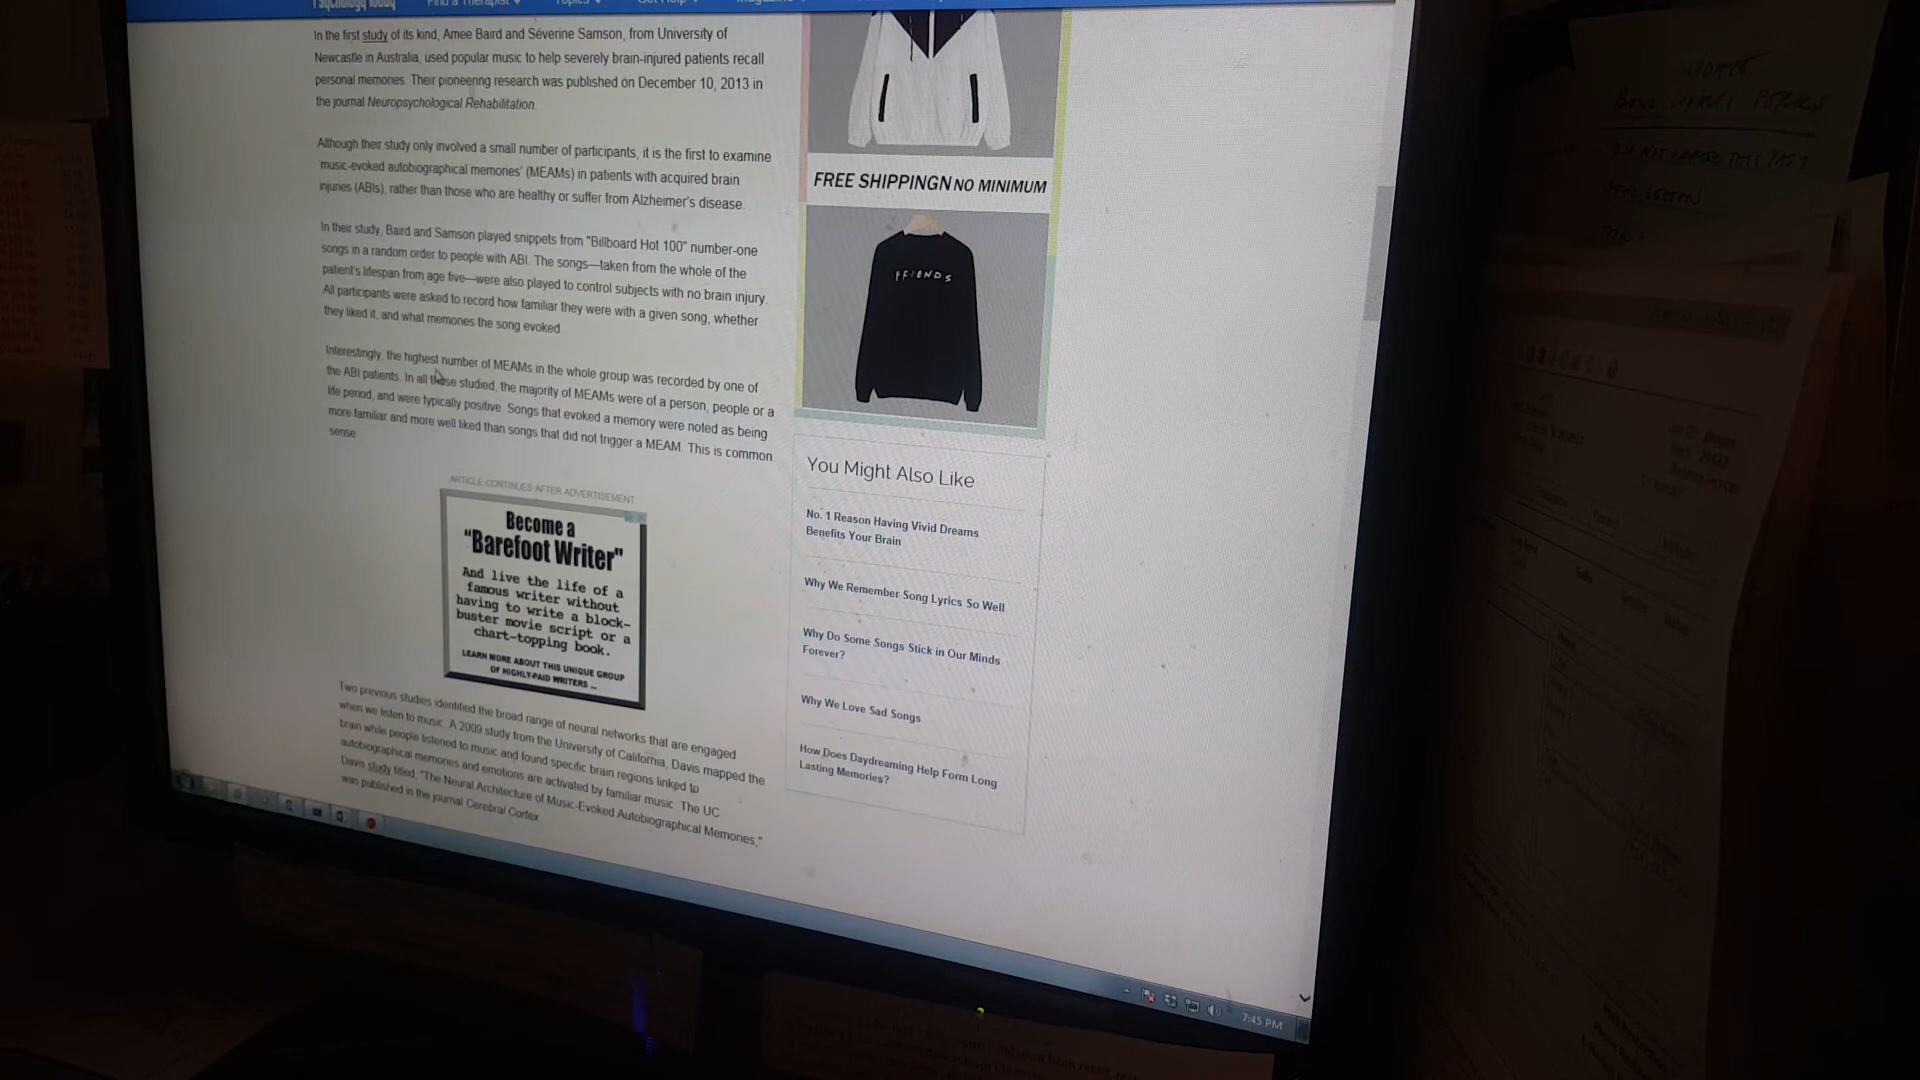 Psychology Today
Find a Therapist
Topics
Get Help
In the first study of its kind, Amee Baird and Séverine Samson, from University of
Newcastle in Australia, used popular music to help severely brain-injured patients recall
personal memories. Their pioneering research was published on December 10, 2013 in
the journal Neuropsychological Rehabilitation.
Although their study only involved a small number of participants, it is the first to examine
'music-evoked autobiographical memories' (MEAMs) in patients with acquired brain
injuries (ABIs), rather than those who are healthy or suffer from Alzheimer's disease.
In their study, Baird and Samson played snippets from "Billboard Hot 100" number-one
songs in a random order to people with ABI. The songs—taken from the whole of the
patient's lifespan from age five—were also played to control subjects with no brain injury.
All participants were asked to record how familiar they were with a given song, whether
they liked it, and what memories the song evoked.
Interestingly, the highest number of MEAMs in the whole group was recorded by one of
the ABI patients. In all those studied, the majority of MEAMs were of a person, people or a
life period, and were typically positive. Songs that evoked a memory were noted as being
more familiar and more well liked than songs that did not trigger a MEAM. This is common
sense.
ARTICLE CONTINUES AFTER ADVERTISEMENT
Become a
"Barefoot Writer"
And live the life of a
famous writer without
having to write a block-
buster movie script or a
chart-topping book.
LEARN MORE ABOUT THIS UNIQUE GROUP
OF HIGHLY-PAID WRITERS ...
Two previous studies identified the broad range of neural networks that are engaged
when we listen to music. A 2009 study from the University of California, Davis mapped the
brain while people listened to music and found specific brain regions linked to
autobiographical memories and emotions are activated by familiar music. The UC
Davis study titled, "The Neural Architecture of Music-Evoked Autobiographical Memories,"
was published in the journal Cerebral Cortex.
FREE SHIPPINGN NO MINIMUM
FFIENDS
You Might Also Like
No. 1 Reason Having Vivid Dreams
Benefits Your Brain
Why We Remember Song Lyrics So Well
Why Do Some Songs Stick in Our Minds
Forever?
Why We Love Sad Songs
How Does Daydreaming Help Form Long
Lasting Memories?
7:45 PM